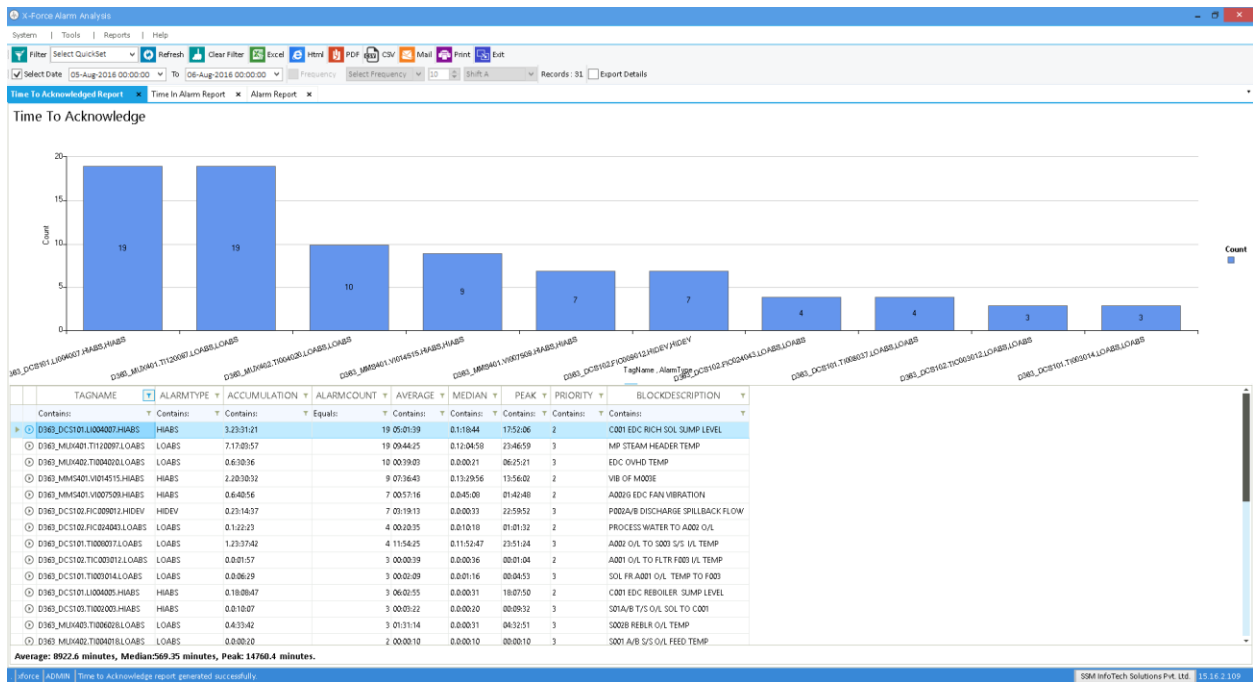 X-Force Alarm Analysis
System | Tools | Reports | Help
Filter Select QuickSet Refresh Clear Filter Excel Html PDF CSV Mail Print Exit
Select Date 05-Aug-2016 00:00:00 To 06-Aug-2016 00:00:00 Frequency Select Frequency 10 Shift A Records : 31 Export Details
Time To Acknowledged Report × Time In Alarm Report × Alarm Report ×
Time To Acknowledge
20
15
10
5
0
Count
19 19 10 9 7 7 4 4 3 3
Count
D363_DCS101.LI004007.HIABS,HIABS
D363_MUX401.TI120097.LOABS,LOABS
D363_MUX402.TI004020.LOABS,LOABS
D363_MMS401.VI014515.HIABS,HIABS
D363_MMS401.VI007509.HIABS,HIABS
D363_DCS102.FIC009012.HIDEV,HIDEV
D363_DCS102.FIC024043.LOABS,LOABS
D363_DCS101.TI008037.LOABS,LOABS
D363_DCS102.TIC003012.LOABS,LOABS
D363_DCS101.TI003014.LOABS,LOABS
TagName , AlarmType
TAGNAME ALARMTYPE ACCUMULATION ALARMCOUNT AVERAGE MEDIAN PEAK PRIORITY BLOCKDESCRIPTION
Contains: Contains: Contains: Equals: Contains: Contains: Contains: Contains: Contains:
D363_DCS101.LI004007.HIABS HIABS 3.23:31:21 19 05:01:39 0.1:18:44 17:52:06 2 C001 EDC RICH SOL SUMP LEVEL
D363_MUX401.TI120097.LOABS LOABS 7.17:03:57 19 09:44:25 0.12:04:58 23:46:59 3 MP STEAM HEADER TEMP
D363_MUX402.TI004020.LOABS LOABS 0.6:30:36 10 00:39:03 0.0:00:21 06:25:21 3 EDC OVHD TEMP
D363_MMS401.VI014515.HIABS HIABS 2.20:30:32 9 07:36:43 0.13:29:56 13:56:02 2 VIB OF M003E
D363_MMS401.VI007509.HIABS HIABS 0.6:40:56 7 00:57:16 0.0:45:08 01:42:48 2 A002G EDC FAN VIBRATION
D363_DCS102.FIC009012.HIDEV HIDEV 0.23:14:37 7 03:19:13 0.0:00:33 22:59:52 3 P002A/B DISCHARGE SPILLBACK FLOW
D363_DCS102.FIC024043.LOABS LOABS 0.1:22:23 4 00:20:35 0.0:10:18 01:01:32 2 PROCESS WATER TO A002 O/L
D363_DCS101.TI008037.LOABS LOABS 1.23:37:42 4 11:54:25 0.11:52:47 23:51:24 3 A002 O/L TO S003 S/S I/L TEMP
D363_DCS102.TIC003012.LOABS LOABS 0.0:01:57 3 00:00:39 0.0:00:36 00:01:04 2 A001 O/L TO FLTR F003 I/L TEMP
D363_DCS101.TI003014.LOABS LOABS 0.0:06:29 3 00:02:09 0.0:01:16 00:04:53 3 SOL FR A001 O/L TEMP TO F003
D363_DCS101.LI004005.HIABS HIABS 0.18:08:47 3 06:02:55 0.0:00:31 18:07:50 2 C001 EDC REBOILER SUMP LEVEL
D363_DCS103.TI002003.HIABS HIABS 0.0:10:07 3 00:03:22 0.0:00:20 00:09:32 3 S01A/B T/S O/L SOL TO C001
D363_MUX403.TI006028.LOABS LOABS 0.4:33:42 3 01:31:14 0.0:00:31 04:32:51 3 S002B REBLR O/L TEMP
D363_MUX402.TI004018.LOABS LOABS 0.0:00:20 2 00:00:10 0.0:00:10 00:00:10 3 S001 A/B S/S O/L FEED TEMP
Average: 8922.6 minutes, Median:569.35 minutes, Peak: 14760.4 minutes.
xforce ADMIN Time to Acknowledge report generated successfully. SSM InfoTech Solutions Pvt. Ltd. 15.16.2.109